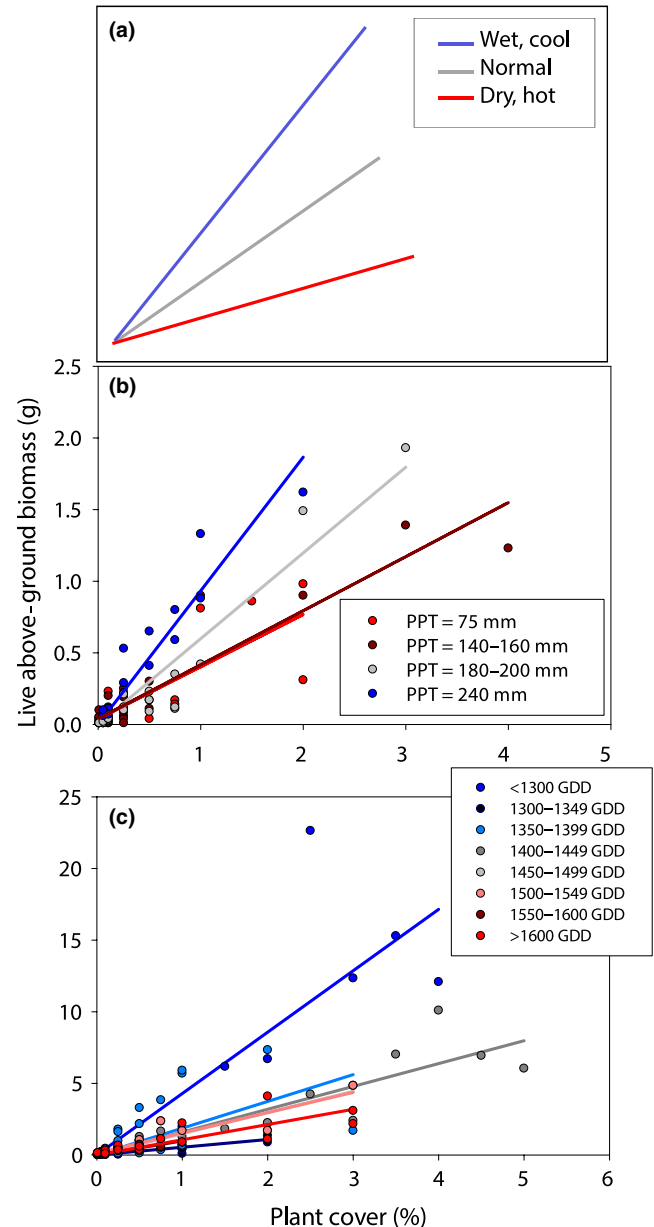 (a)
Wet, cool
Normal
Dry, hot
Live above-ground biomass (g)
2.5
2.0
1.5
1.0
0.5
0.0
(b)
PPT = 75 mm
PPT = 140–160 mm
PPT = 180–200 mm
PPT = 240 mm
0 1 2 3 4 5
25
20
15
10
5
0
(c)
<1300 GDD
1300–1349 GDD
1350–1399 GDD
1400–1449 GDD
1450–1499 GDD
1500–1549 GDD
1550–1600 GDD
>1600 GDD
0 1 2 3 4 5 6
Plant cover (%)